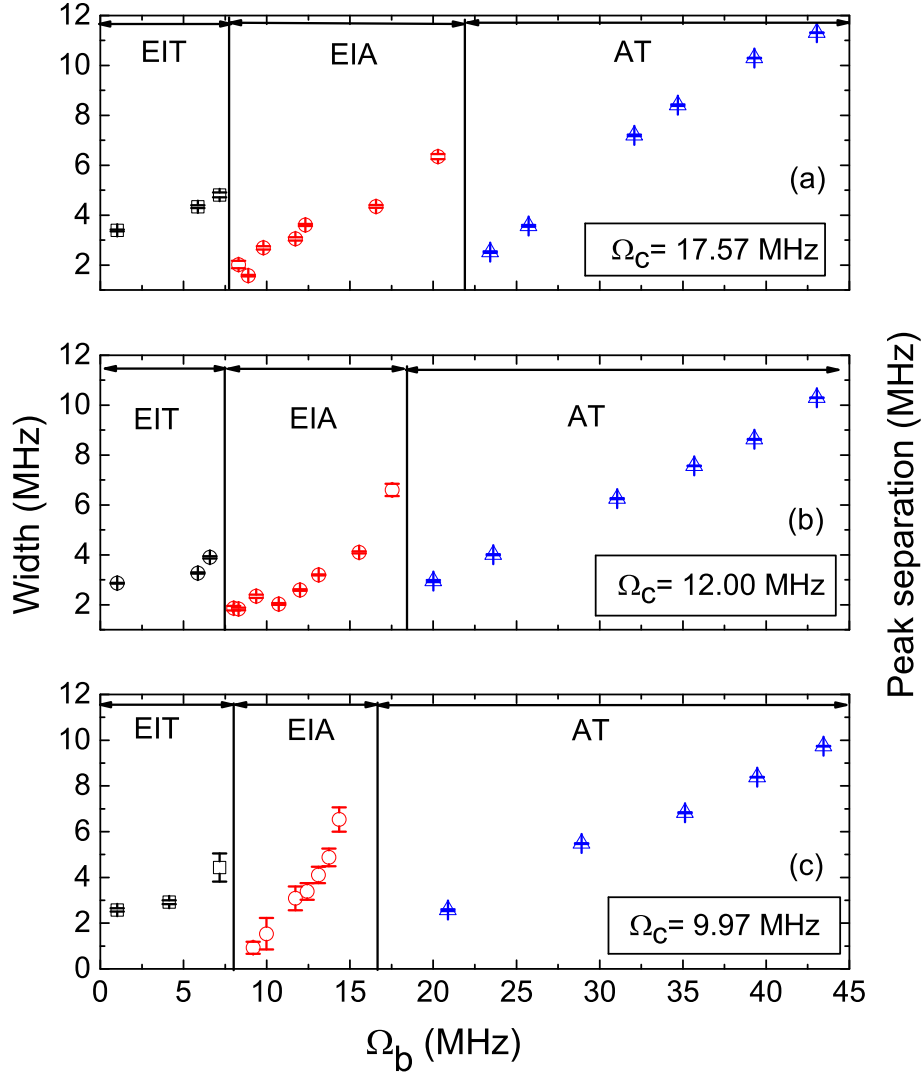 12
10
8
6
4
2
EIT
EIA
AT
(a)
Ωc= 17.57 MHz
12
10
8
6
4
2
EIT
EIA
AT
(b)
Ωc= 12.00 MHz
12
10
8
6
4
2
0
EIT
EIA
AT
(c)
Ωc= 9.97 MHz
0 5 10 15 20 25 30 35 40 45
Ωb (MHz)
Width (MHz)
Peak separation (MHz)